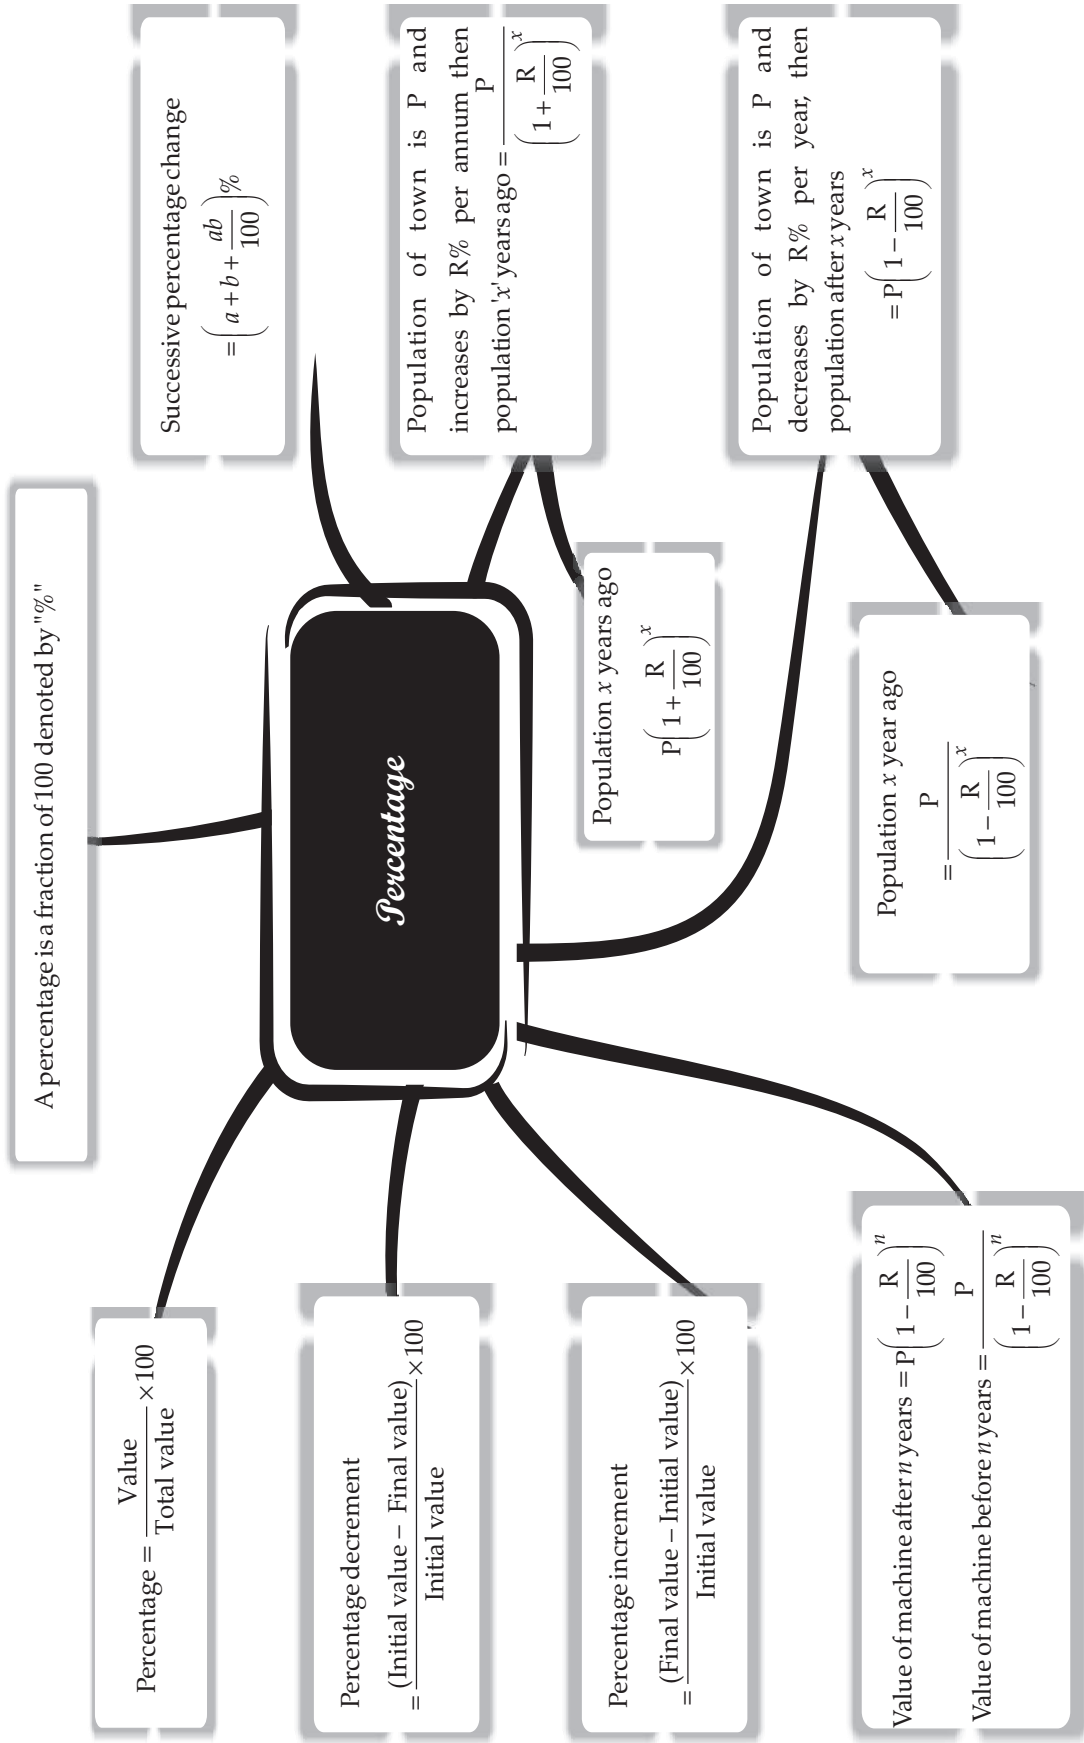 A percentage is a fraction of 100 denoted by "%"
Percentage = Value / Total value × 100
Percentage decrement
= (Initial value − Final value) / Initial value × 100
Percentage increment
= (Final value − Initial value) / Initial value × 100
Value of machine after n years = P(1 − R/100)^n
Value of machine before n years = P / (1 − R/100)^n
Percentage
Successive percentage change
= (a + b + ab/100)%
Population of town is P and
increases by R% per annum then
population 'x' years ago = P / (1 + R/100)^x
Population x years ago
P(1 + R/100)^x
Population of town is P and
decreases by R% per year, then
population after x years
= P(1 − R/100)^x
Population x year ago
= P / (1 − R/100)^x